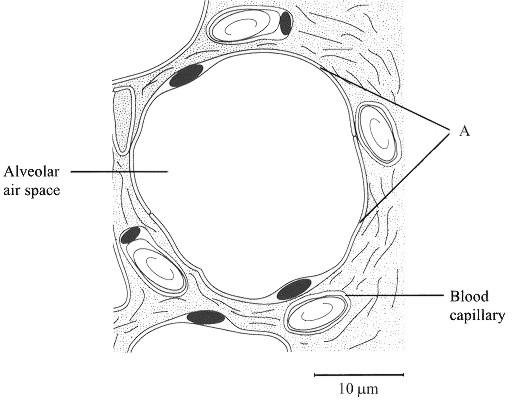 A
Alveolar
air space
Blood
capillary
10 μm